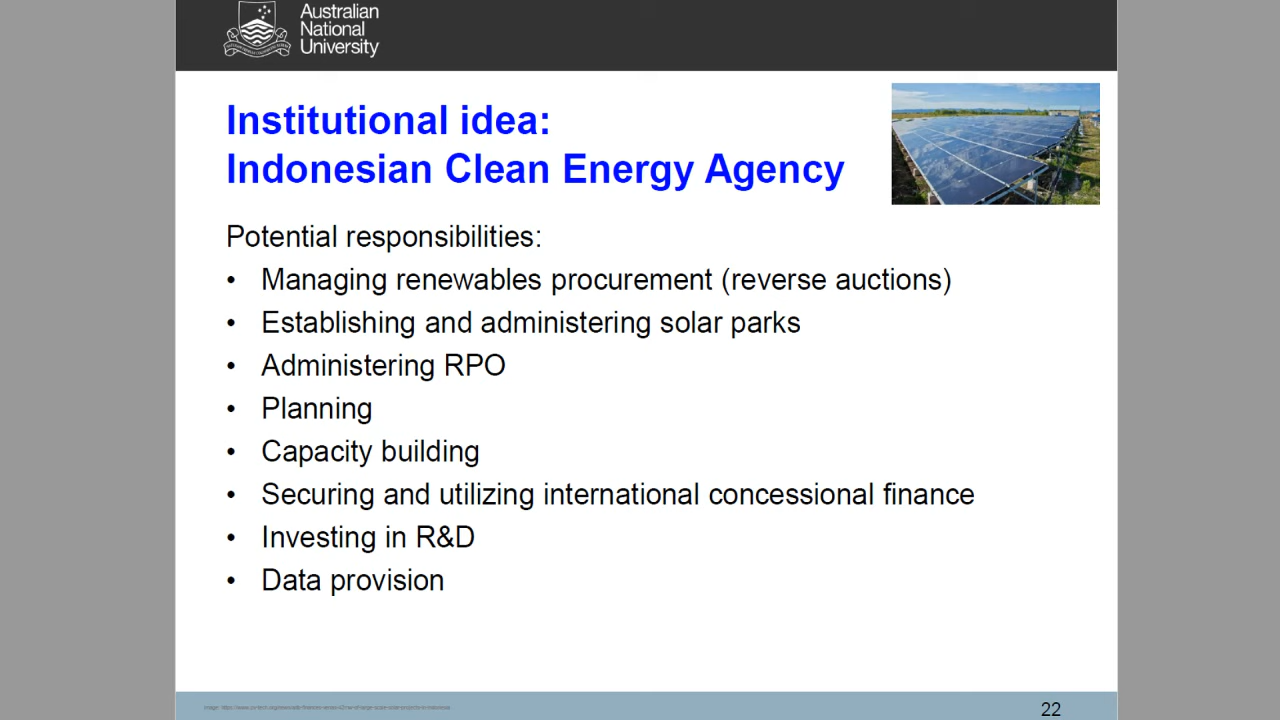 Australian
National
University
Institutional idea:
Indonesian Clean Energy Agency
Potential responsibilities:
• Managing renewables procurement (reverse auctions)
• Establishing and administering solar parks
• Administering RPO
• Planning
• Capacity building
• Securing and utilizing international concessional finance
• Investing in R&D
• Data provision
22